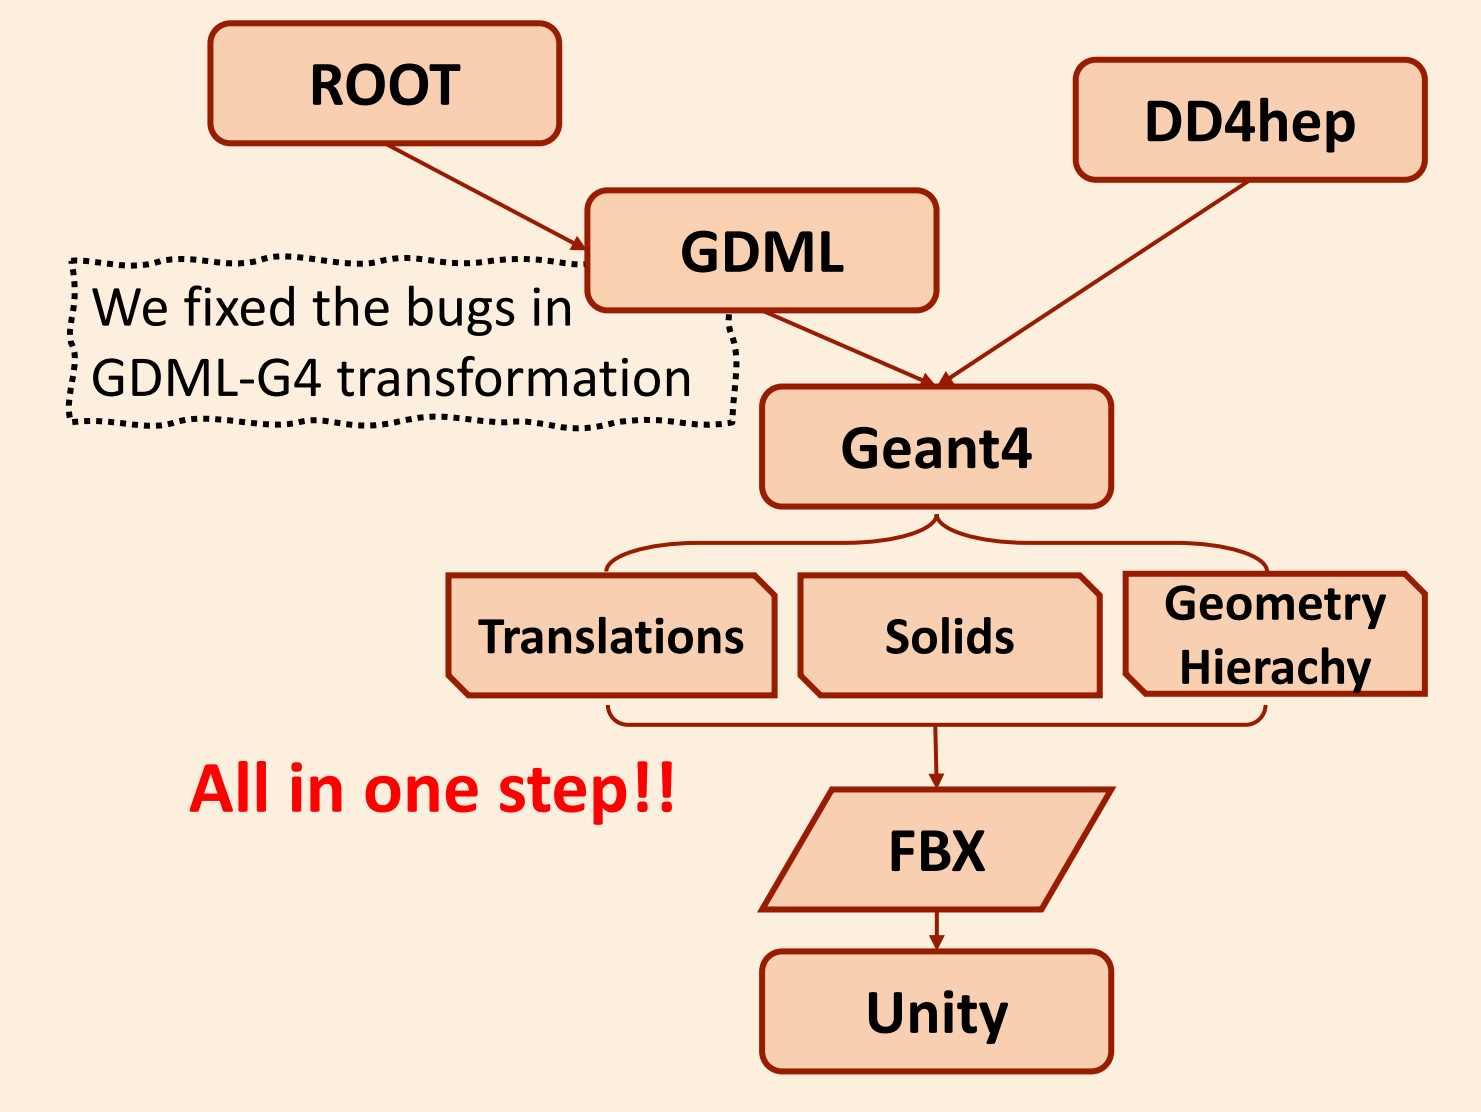 ROOT
DD4hep
GDML
We fixed the bugs in
GDML-G4 transformation
Geant4
Translations
Solids
Geometry
Hierachy
All in one step!!
FBX
Unity